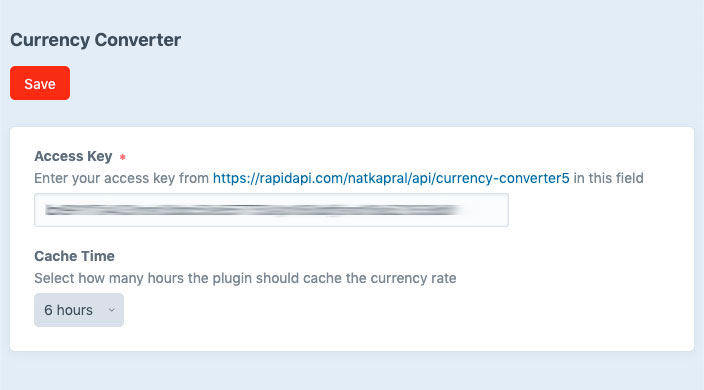 Currency Converter
Save
Access Key *
Enter your access key from https://rapidapi.com/natkapral/api/currency-converter5 in this field
Cache Time
Select how many hours the plugin should cache the currency rate
6 hours